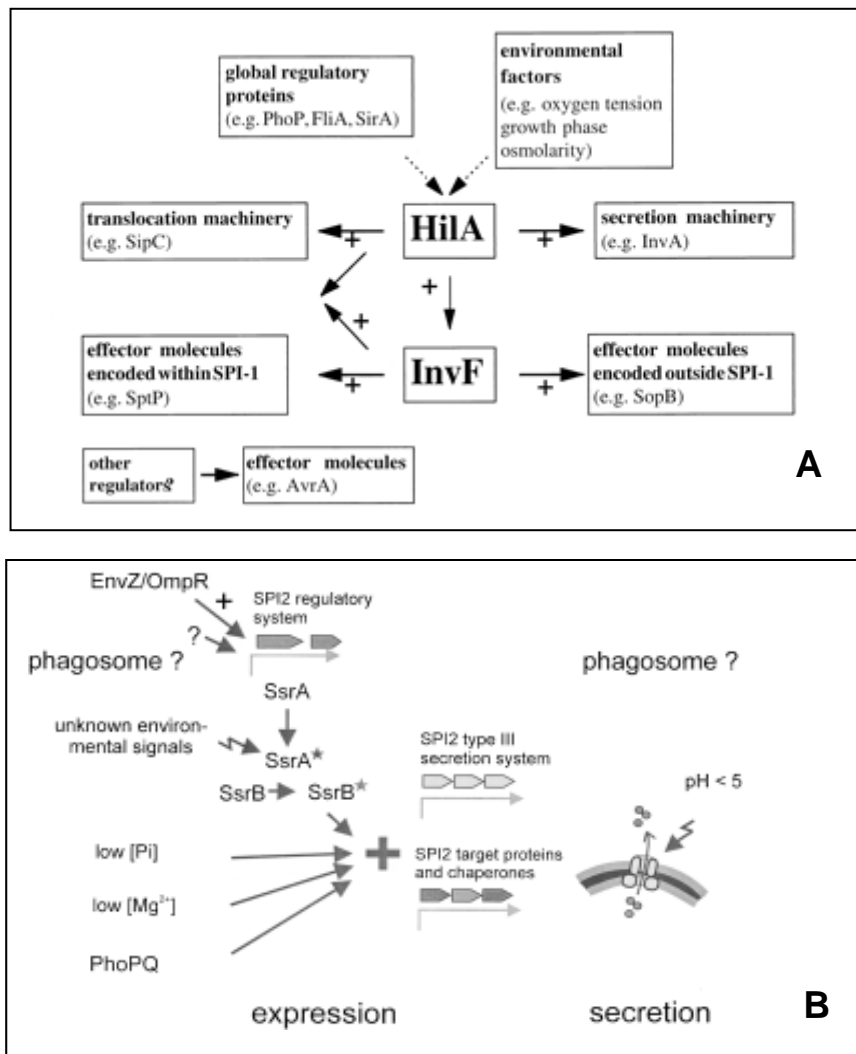 global regulatory
proteins
(e.g. PhoP, FliA, SirA)
environmental
factors
(e.g. oxygen tension
growth phase
osmolarity)
translocation machinery
(e.g. SipC)
+
HilA
+
secretion machinery
(e.g. InvA)
+
+
effector molecules
encoded within SPI-1
(e.g. SptP)
+
InvF
+
effector molecules
encoded outside SPI-1
(e.g. SopB)
other
regulators?
effector molecules
(e.g. AvrA)
A
EnvZ/OmpR
+
SPI2 regulatory
system
?
phagosome ?
phagosome ?
SsrA
unknown environ-
mental signals
SsrA*
SPI2 type III
secretion system
SsrB
SsrB*
pH < 5
low [Pi]
+
SPI2 target proteins
and chaperones
low [Mg2+]
PhoPQ
expression
secretion
B